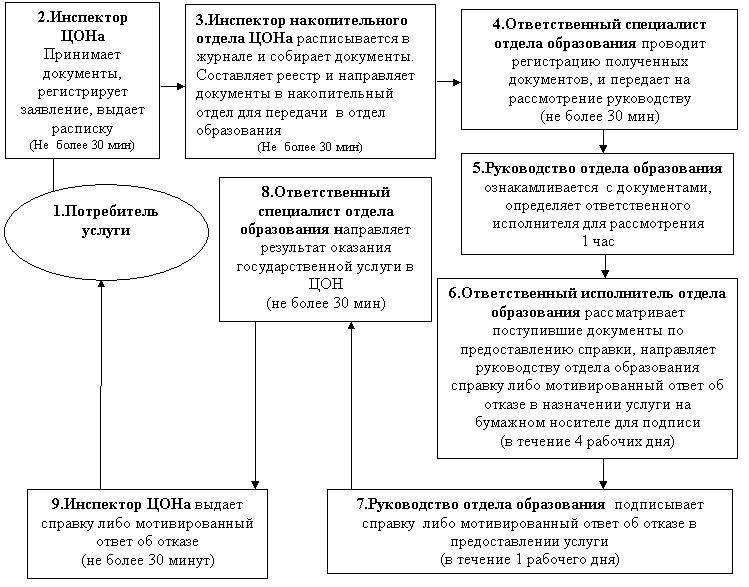 2.Инспектор
ЦОНа
Принимает
документы,
регистрирует
заявление, выдает
расписку
(Не более 30 мин)
3.Инспектор накопительного
отдела ЦОНа расписывается в
журнале и собирает документы.
Составляет реестр и направляет
документы в накопительный
отдел для передачи в отдел
образования
(Не более 30 мин)
4.Ответственный специалист
отдела образования проводит
регистрацию полученных
документов, и передает на
рассмотрение руководству
(не более 30 мин)
5.Руководство отдела образования
ознакамливается с документами,
определяет ответственного
исполнителя для рассмотрения
1 час
1.Потребитель
услуги
8.Ответственный
специалист отдела
образования направляет
результат оказания
государственной услуги в
ЦОН
(не более 30 мин)
6.Ответственный исполнитель отдела
образования рассматривает
поступившие документы по
предоставлению справки, направляет
руководству отдела образования
справку либо мотивированный ответ об
отказе в назначении услуги на
бумажном носителе для подписи
(в течение 4 рабочих дня)
9.Инспектор ЦОНа выдает
справку либо мотивированный
ответ об отказе
(не более 30 минут)
7.Руководство отдела образования подписывает
справку либо мотивированный ответ об отказе в
предоставлении услуги
(в течение 1 рабочего дня)